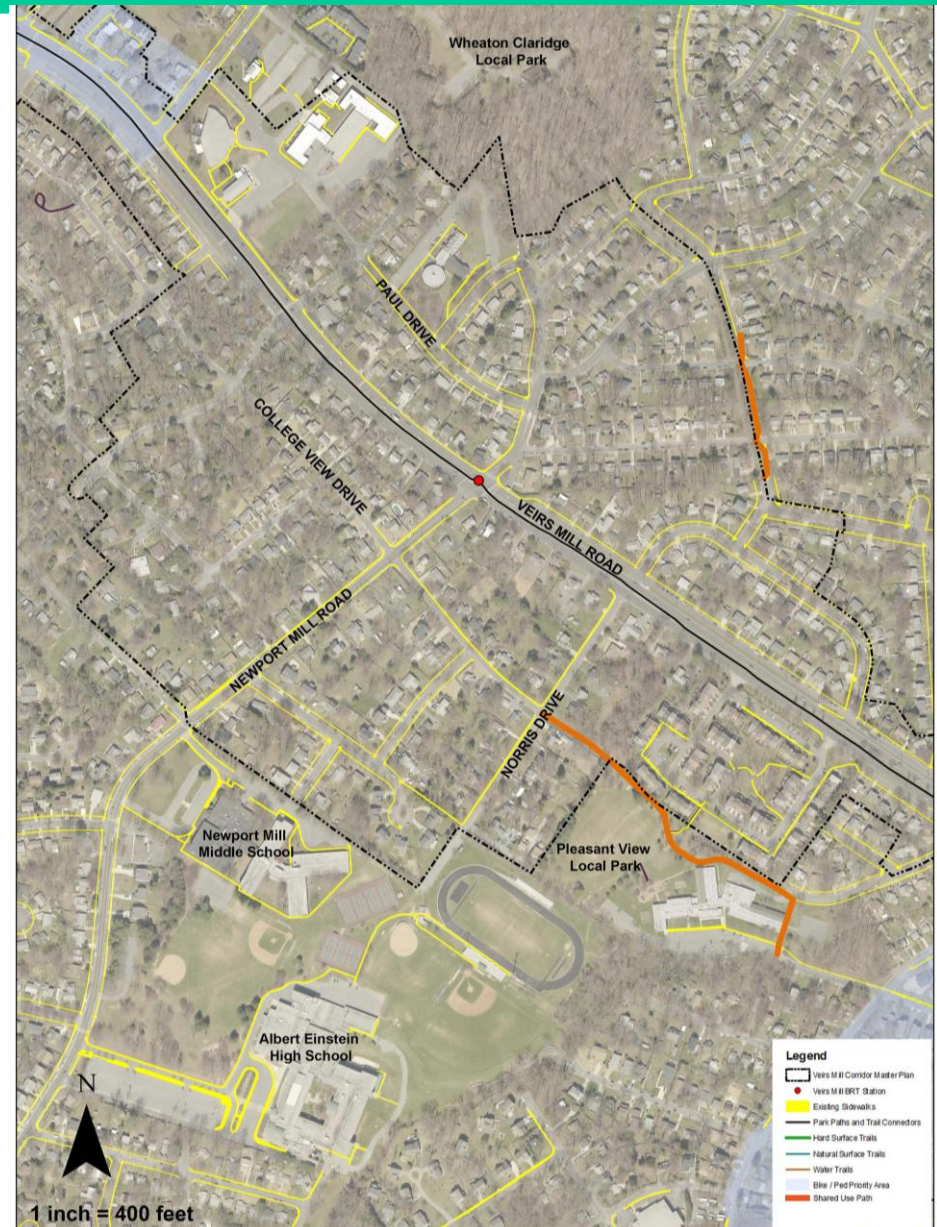 Wheaton Claridge
Local Park
PAUL DRIVE
COLLEGE VIEW DRIVE
VEIRS MILL ROAD
NEWPORT MILL ROAD
NORRIS DRIVE
Newport Mill
Middle School
Pleasant View
Local Park
Albert Einstein
High School
N
1 inch = 400 feet
Legend
Veirs Mill Corridor Master Plan
Veirs Mill BRT Station
Existing Sidewalks
Park Paths and Trail Connectors
Hard Surface Trails
Natural Surface Trails
Water Trails
Bike / Ped Priority Area
Shared Use Path